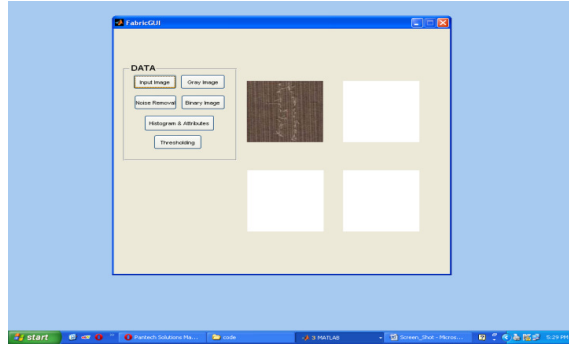 FabricGUI
DATA
Input Image
Gray Image
Noise Removal
Binary Image
Histogram & Attributes
Thresholding
start
Pantech Solutions Ma...
code
3 MATLAB
Screen_Shot - Micros...
5:29 PM